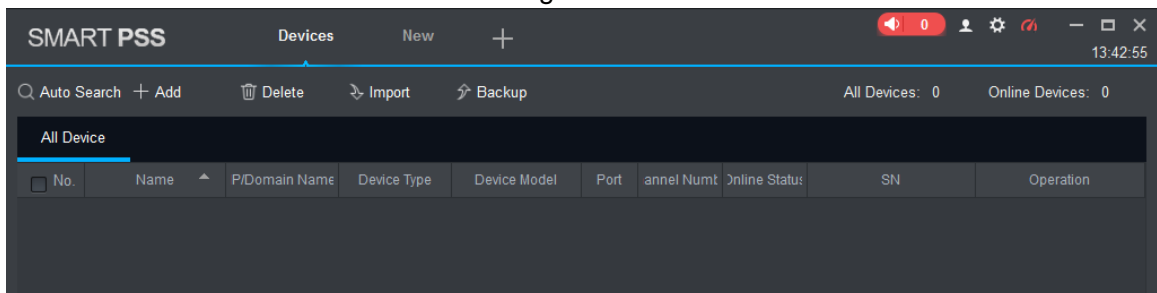 SMART PSS Devices New 0
13:42:55
Auto Search Add Delete Import Backup All Devices: 0 Online Devices: 0
All Device
No. Name P/Domain Name Device Type Device Model Port annel Numb Online Status SN Operation